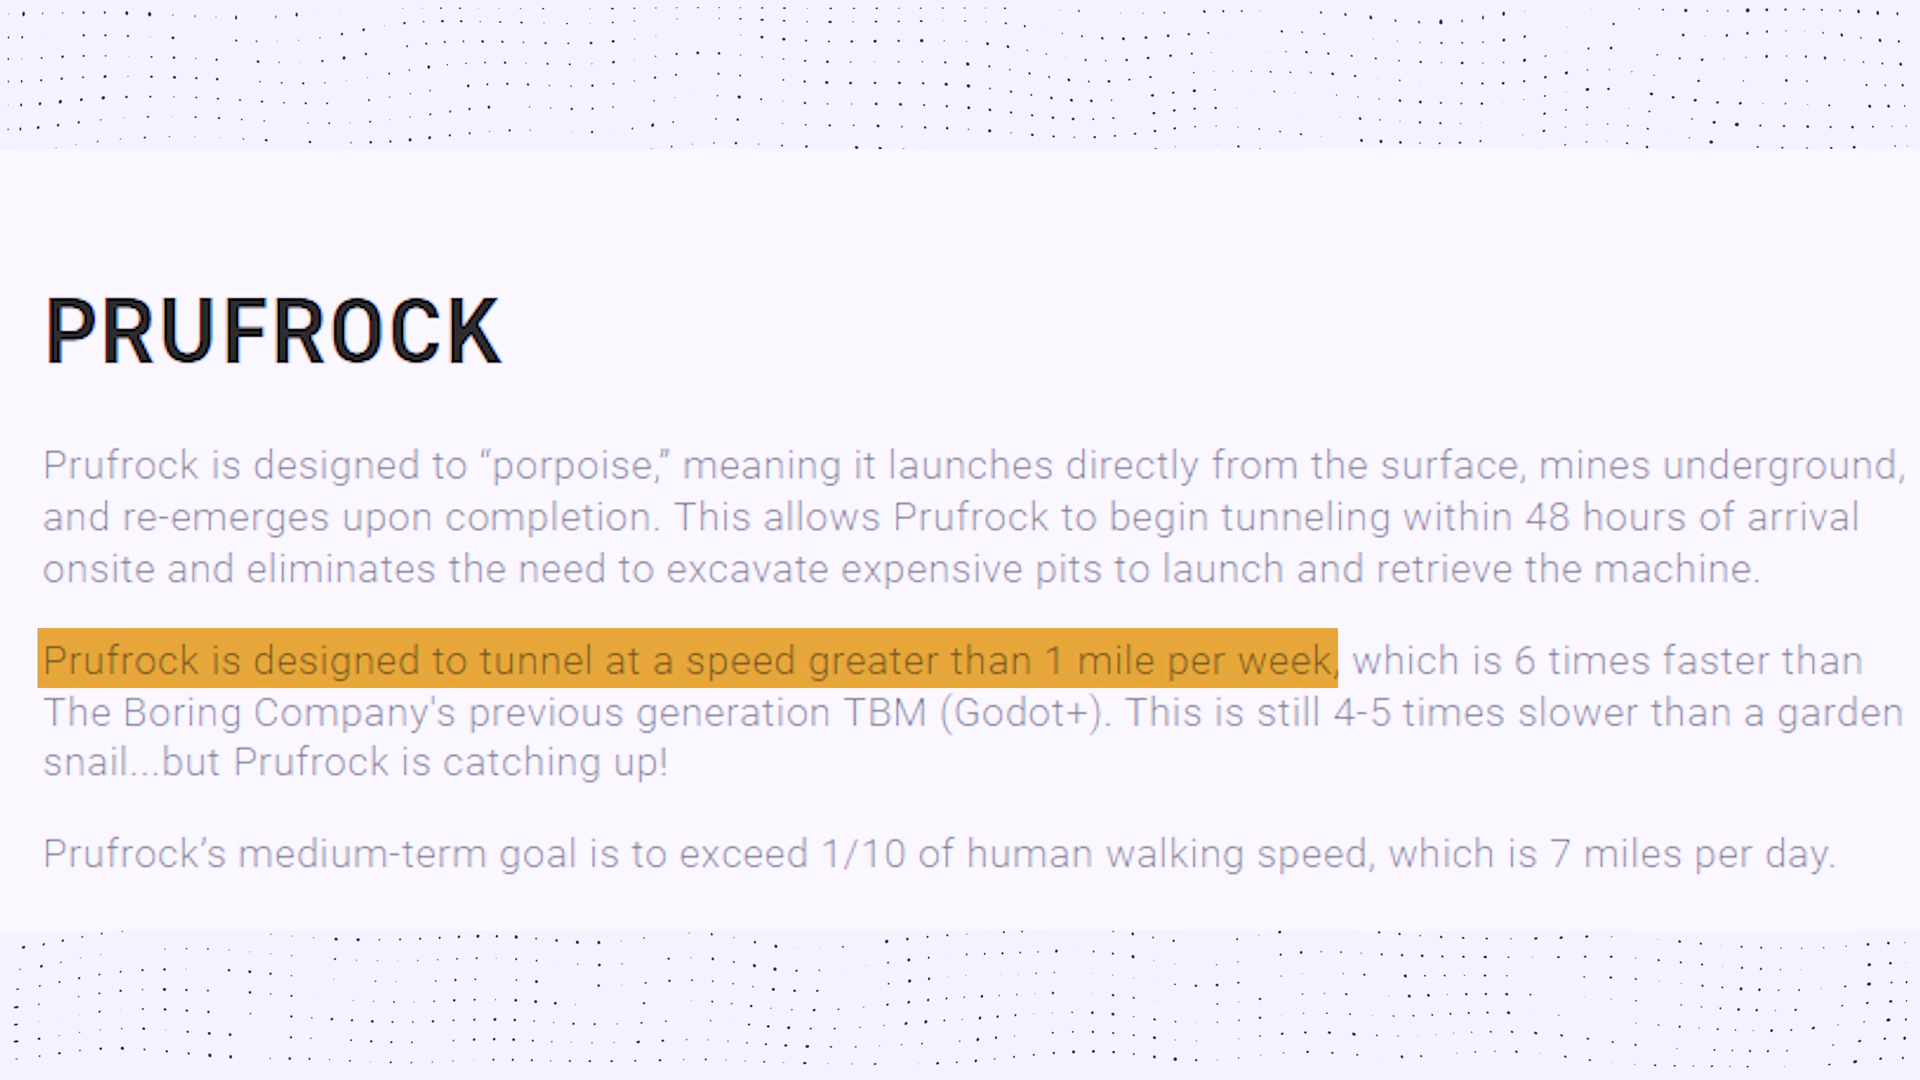 PRUFROCK
Prufrock is designed to “porpoise,” meaning it launches directly from the surface, mines underground,
and re-emerges upon completion. This allows Prufrock to begin tunneling within 48 hours of arrival
onsite and eliminates the need to excavate expensive pits to launch and retrieve the machine.
Prufrock is designed to tunnel at a speed greater than 1 mile per week, which is 6 times faster than
The Boring Company's previous generation TBM (Godot+). This is still 4-5 times slower than a garden
snail...but Prufrock is catching up!
Prufrock’s medium-term goal is to exceed 1/10 of human walking speed, which is 7 miles per day.